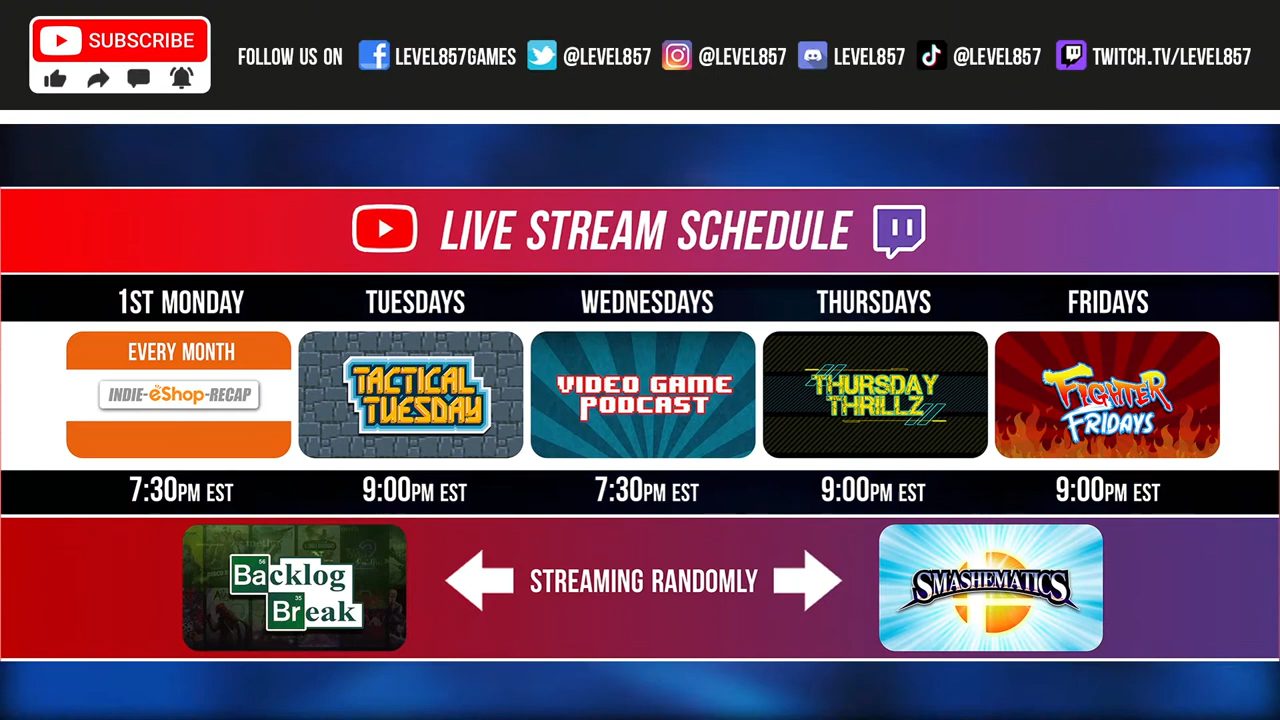 SUBSCRIBE
FOLLOW US ON LEVEL857GAMES @LEVEL857 @LEVEL857 LEVEL857 @LEVEL857 TWITCH.TV/LEVEL857
LIVE STREAM SCHEDULE
1ST MONDAY TUESDAYS WEDNESDAYS THURSDAYS FRIDAYS
EVERY MONTH
INDIE-eShop-RECAP
TACTICAL
TUESDAY
VIDEO GAME
PODCAST
THURSDAY
THRILLZ
FIGHTER
FRIDAYS
7:30PM EST 9:00PM EST 7:30PM EST 9:00PM EST 9:00PM EST
56
Backlog
35
Break
STREAMING RANDOMLY
SMASHEMATICS